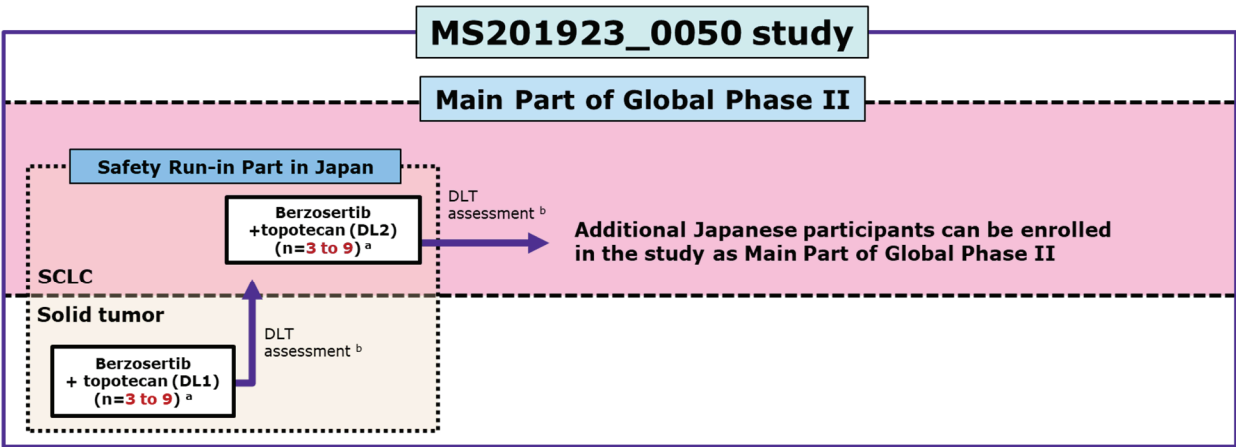 MS201923_0050 study
Main Part of Global Phase II
Safety Run-in Part in Japan
Berzosertib
+topotecan (DL2)
(n=3 to 9) a
DLT
assessment b
Additional Japanese participants can be enrolled
in the study as Main Part of Global Phase II
SCLC
Solid tumor
DLT
assessment b
Berzosertib
+ topotecan (DL1)
(n=3 to 9) a